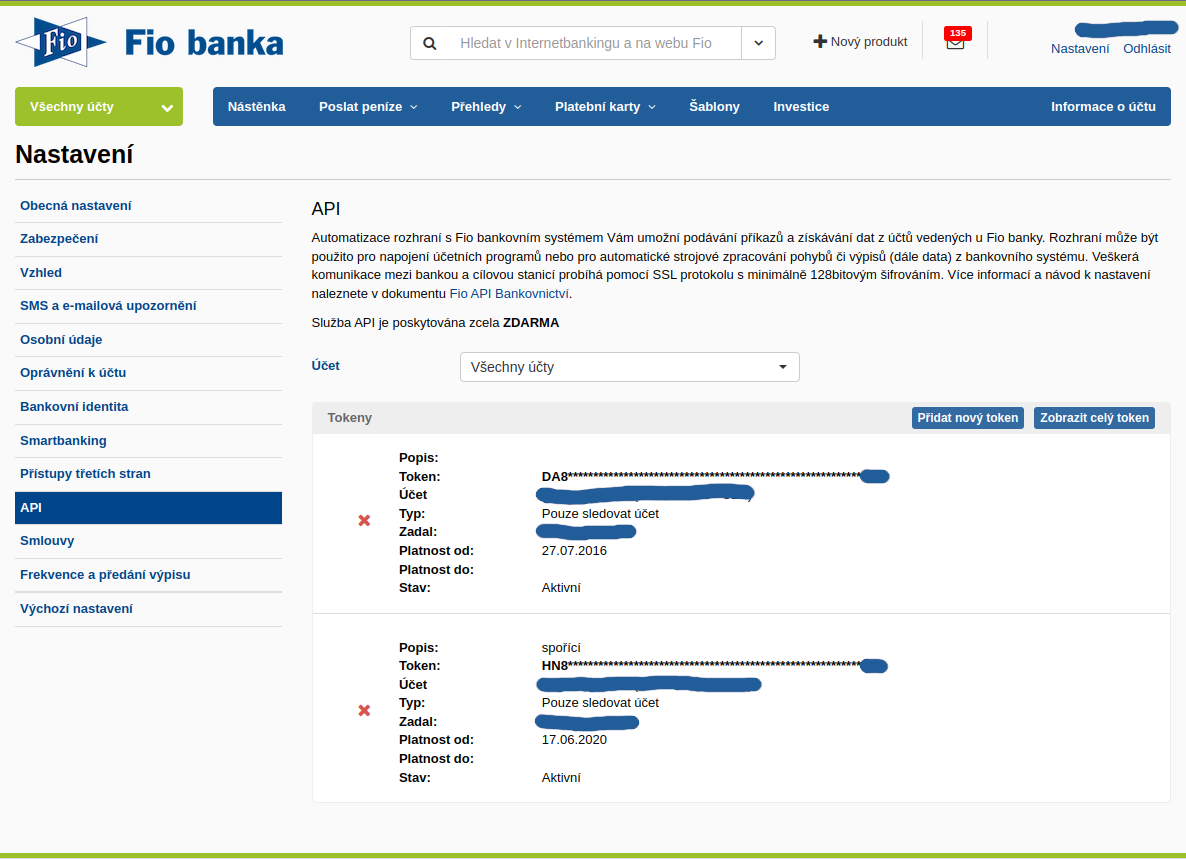 Fio Fio banka
Hledat v Internetbankingu a na webu Fio
Nový produkt
135
Nastavení Odhlásit
Všechny účty
Nástěnka Poslat peníze Přehledy Platební karty Šablony Investice Informace o účtu
Nastavení
Obecná nastavení
Zabezpečení
Vzhled
SMS a e-mailová upozornění
Osobní údaje
Oprávnění k účtu
Bankovní identita
Smartbanking
Přístupy třetích stran
API
Smlouvy
Frekvence a předání výpisu
Výchozí nastavení
API
Automatizace rozhraní s Fio bankovním systémem Vám umožní podávání příkazů a získávání dat z účtů vedených u Fio banky. Rozhraní může být
použito pro napojení účetních programů nebo pro automatické strojové zpracování pohybů či výpisů (dále data) z bankovního systému. Veškerá
komunikace mezi bankou a cílovou stanicí probíhá pomocí SSL protokolu s minimálně 128bitovým šifrováním. Více informací a návod k nastavení
naleznete v dokumentu Fio API Bankovnictví.
Služba API je poskytována zcela ZDARMA
Účet Všechny účty
Tokeny Přidat nový token Zobrazit celý token
Popis:
Token: DA8**********************************************************
Účet
Typ: Pouze sledovat účet
Zadal:
Platnost od: 27.07.2016
Platnost do:
Stav: Aktivní
Popis: spořící
Token: HN8**********************************************************
Účet
Typ: Pouze sledovat účet
Zadal:
Platnost od: 17.06.2020
Platnost do:
Stav: Aktivní